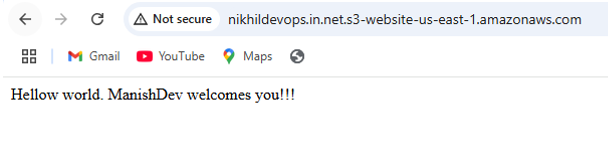 Not secure nikhildevops.in.net.s3-website-us-east-1.amazonaws.com
Gmail YouTube Maps
Hellow world. ManishDev welcomes you!!!